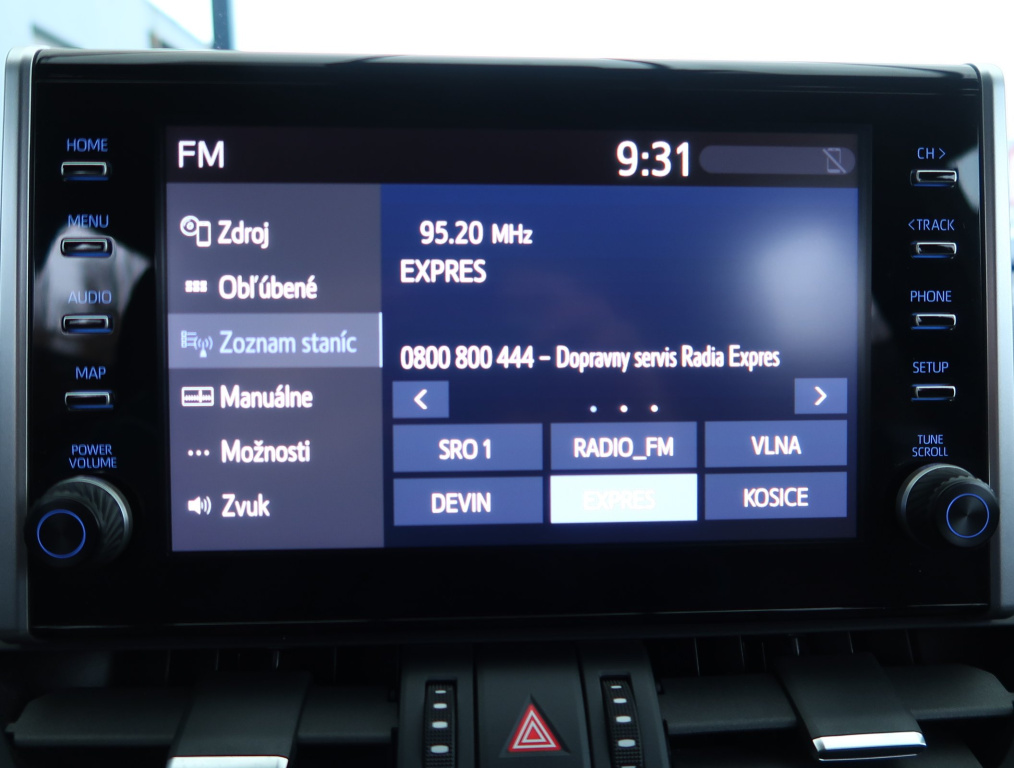 HOME
MENU
AUDIO
MAP
POWER
VOLUME
FM
9:31
Zdroj
Obľúbené
Zoznam staníc
Manuálne
Možnosti
Zvuk
95.20 MHz
EXPRES
0800 800 444 – Dopravny servis Radia Expres
< >
SRO 1 RADIO_FM VLNA
DEVIN EXPRES KOSICE
CH >
< TRACK
PHONE
SETUP
TUNE
SCROLL